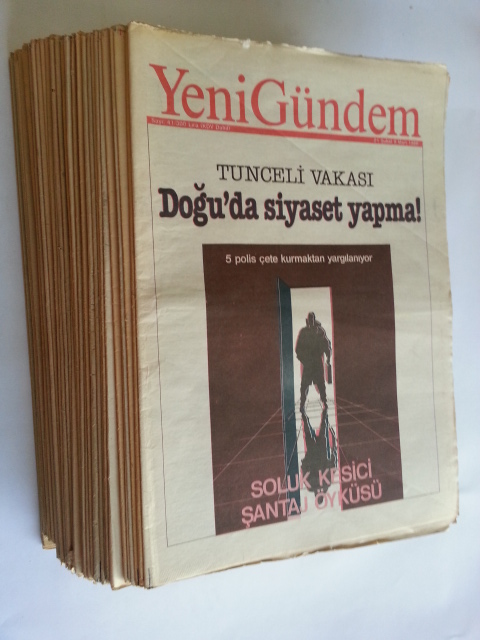 YeniGündem
TUNCELİ VAKASI
Doğu'da siyaset yapma!
5 polis çete kurmaktan yargılanıyor
SOLUK KESİCİ
ŞANTAJ ÖYKÜSÜ